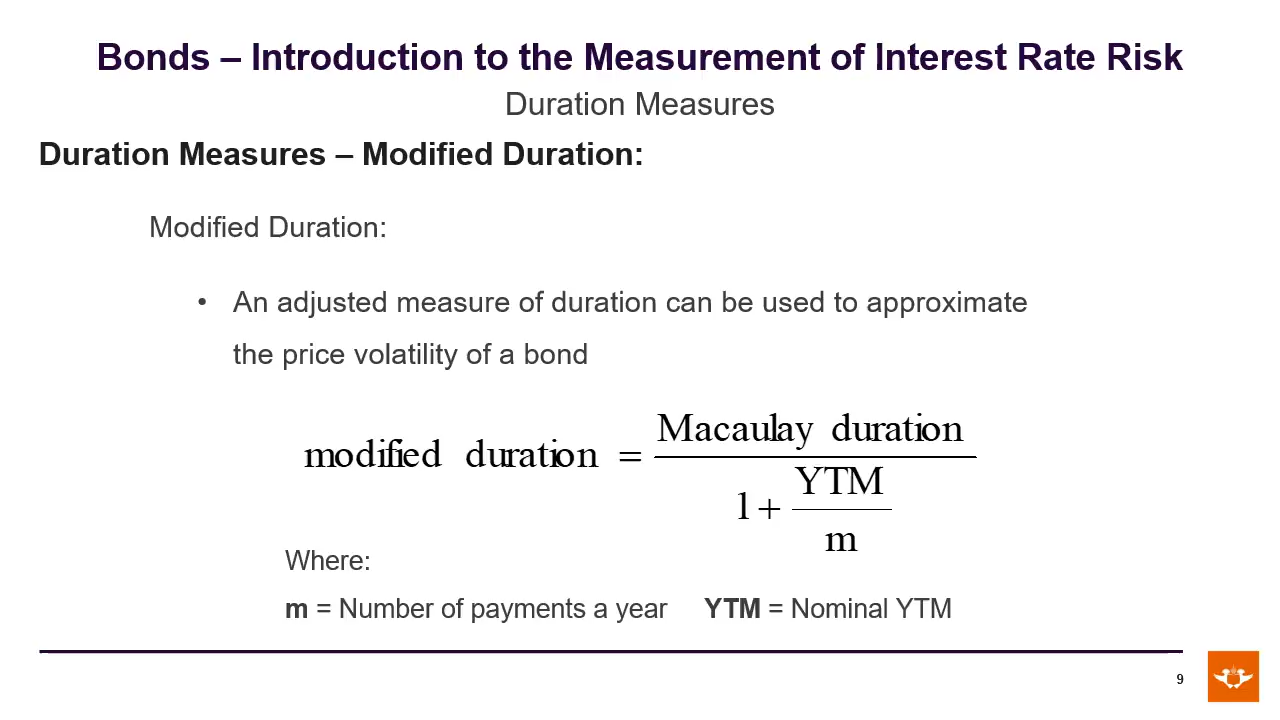 Bonds – Introduction to the Measurement of Interest Rate Risk
Duration Measures
Duration Measures – Modified Duration:
Modified Duration:
• An adjusted measure of duration can be used to approximate
the price volatility of a bond
modified duration = Macaulay duration
1 + YTM
m
Where:
m = Number of payments a year YTM = Nominal YTM
9